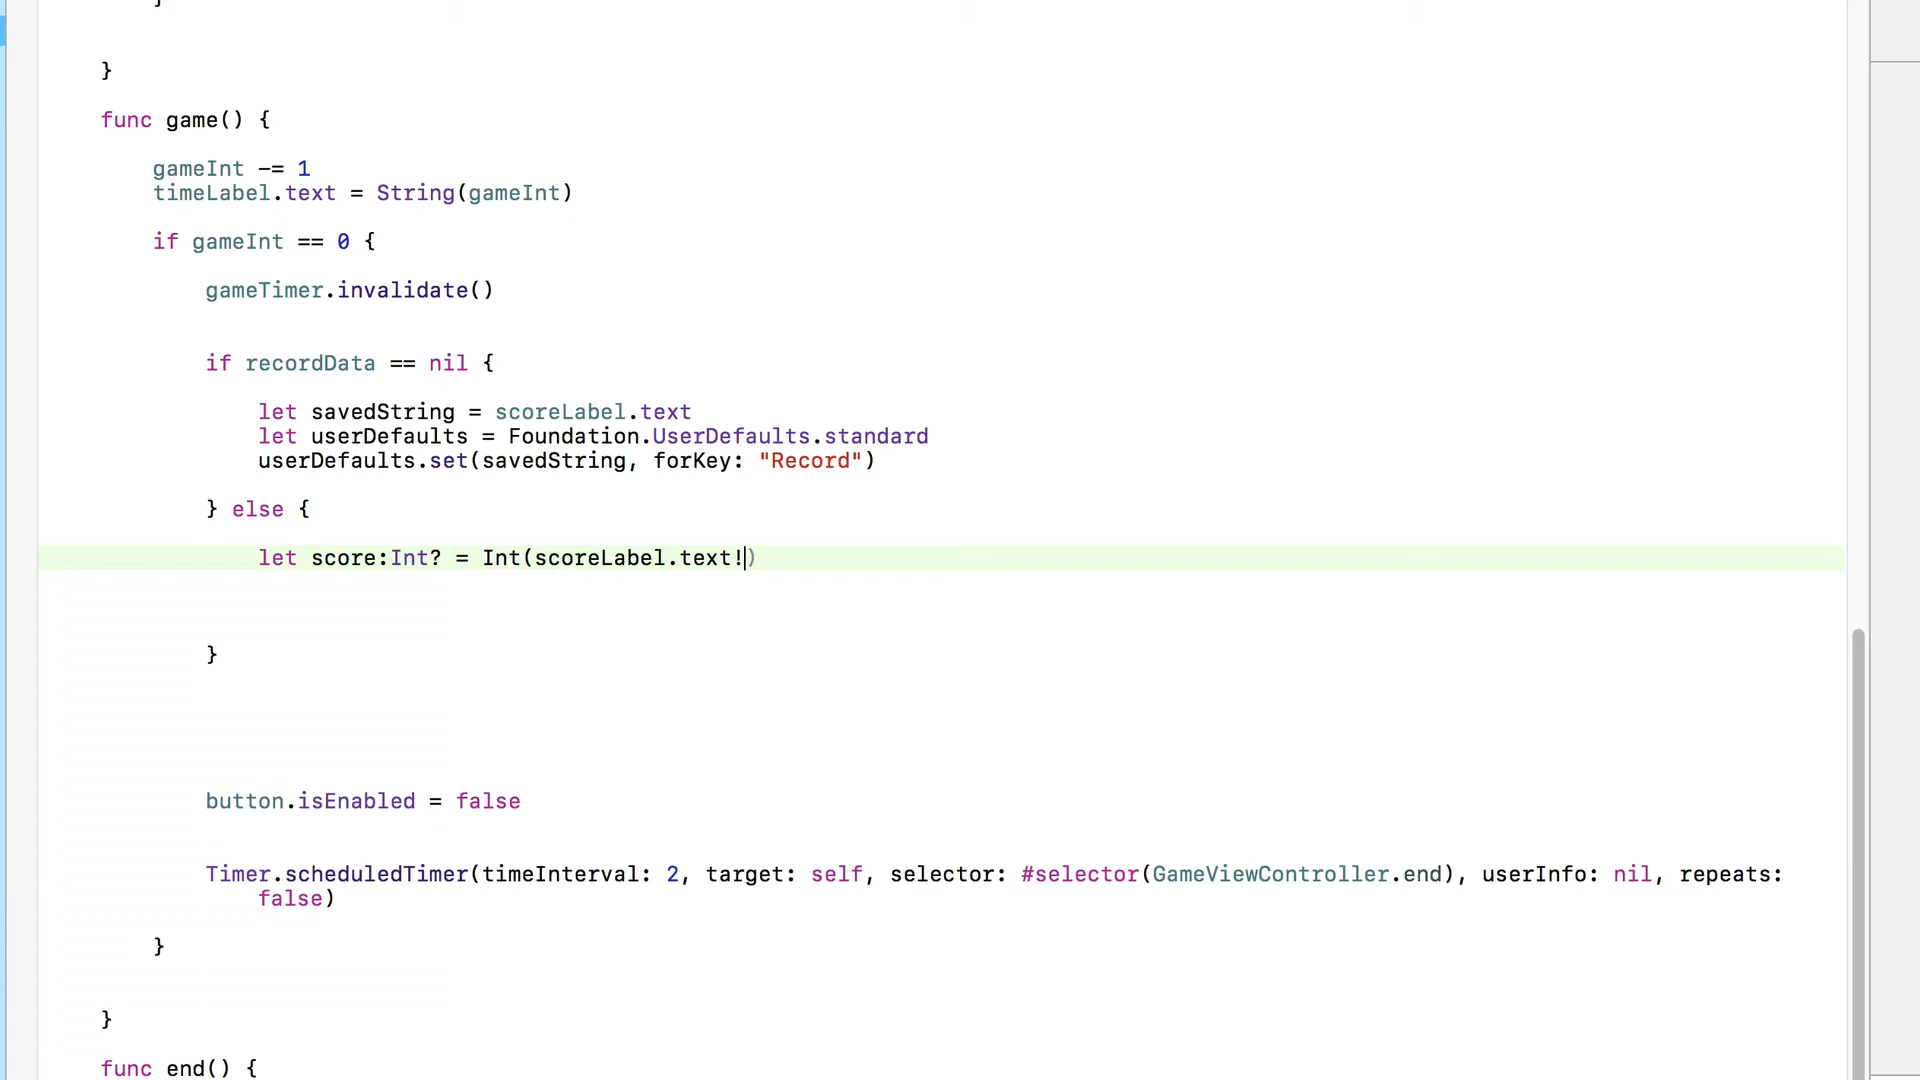 }
func game() {
gameInt -= 1
timeLabel.text = String(gameInt)
if gameInt == 0 {
gameTimer.invalidate()
if recordData == nil {
let savedString = scoreLabel.text
let userDefaults = Foundation.UserDefaults.standard
userDefaults.set(savedString, forKey: "Record")
} else {
let score:Int? = Int(scoreLabel.text!)
}
button.isEnabled = false
Timer.scheduledTimer(timeInterval: 2, target: self, selector: #selector(GameViewController.end), userInfo: nil, repeats:
false)
}
}
func end() {